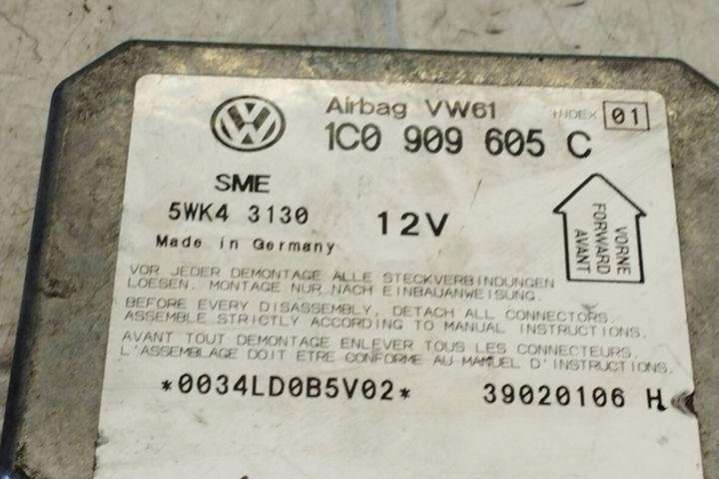 Airbag VW61 INDEX 01
1C0 909 605 C
SME
5WK4 3130 12V
Made in Germany
VORNE
FORWARD
AVANT
VOR JEDER DEMONTAGE ALLE STECKVERBINDUNGEN
LOESEN. MONTAGE NUR NACH EINBAUANWEISUNG.
BEFORE EVERY DISASSEMBLY, DETACH ALL CONNECTORS.
ASSEMBLE STRICTLY ACCORDING TO MANUAL INSTRUCTIONS.
AVANT TOUT DEMONTAGE ENLEVER TOUS LES CONNECTEURS.
L'ASSEMBLAGE DOIT ETRE CONFORME AU MANUEL D'INSTRUCTIONS.
*0034LD0B5V02* 39020106 H